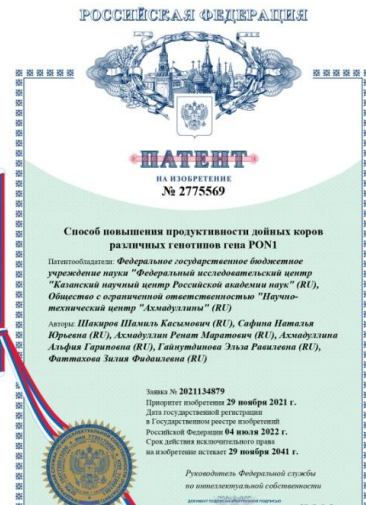 РОССИЙСКАЯ ФЕДЕРАЦИЯ
ПАТЕНТ
НА ИЗОБРЕТЕНИЕ
№ 2775569
Способ повышения продуктивности дойных коров
различных генотипов гена PON1
Патентообладатели: Федеральное государственное бюджетное
учреждение науки "Федеральный исследовательский центр
"Казанский научный центр Российской академии наук" (RU),
Общество с ограниченной ответственностью "Научно-
технический центр "Ахмадуллины" (RU)
Авторы: Шакиров Шамиль Касымович (RU), Сафина Наталья
Юрьевна (RU), Ахмадуллин Ренат Маратович (RU), Ахмадуллина
Альфия Гариповна (RU), Гайнутдинова Эльза Равилевна (RU),
Фаттахова Зилия Фидаилевна (RU)
Заявка № 2021134879
Приоритет изобретения 29 ноября 2021 г.
Дата государственной регистрации
в Государственном реестре изобретений
Российской Федерации 04 июля 2022 г.
Срок действия исключительного права
на изобретение истекает 29 ноября 2041 г.
Руководитель Федеральной службы
по интеллектуальной собственности